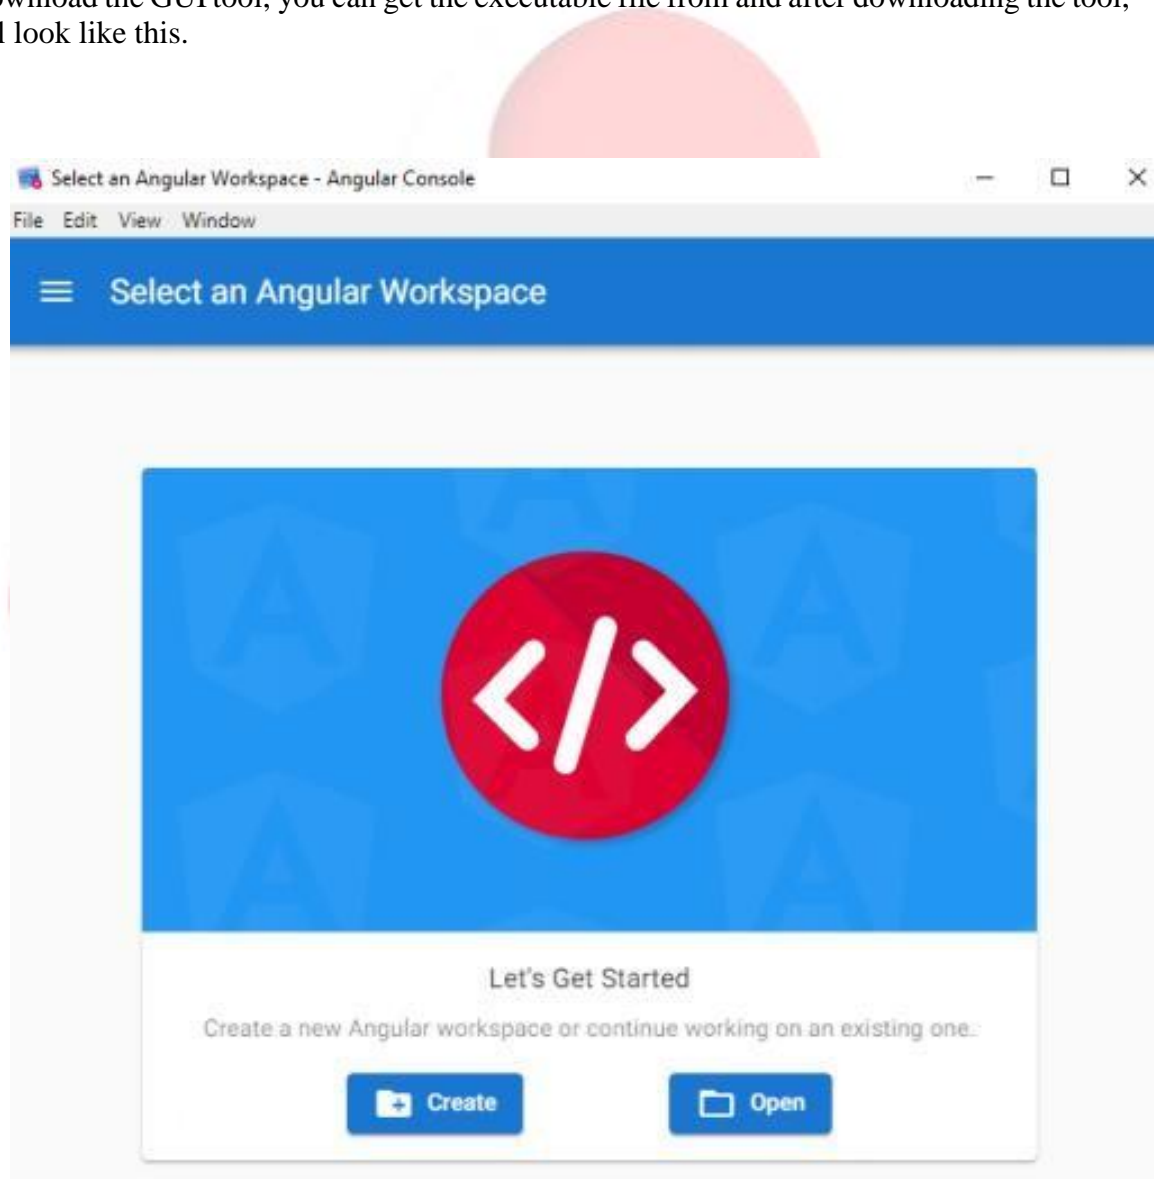 the GUI tool, you can get the executable file from and after downloading the tool,
look like this.
Select an Angular Workspace - Angular Console
File Edit View Window
Select an Angular Workspace
Let's Get Started
Create a new Angular workspace or continue working on an existing one.
Create Open